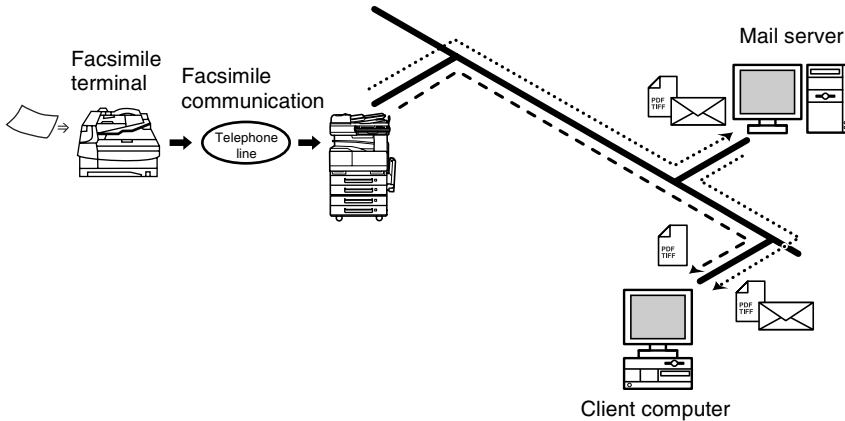 Facsimile
terminal
Facsimile
communication
Telephone
line
Mail server
PDF
TIFF
PDF
TIFF
PDF
TIFF
Client computer